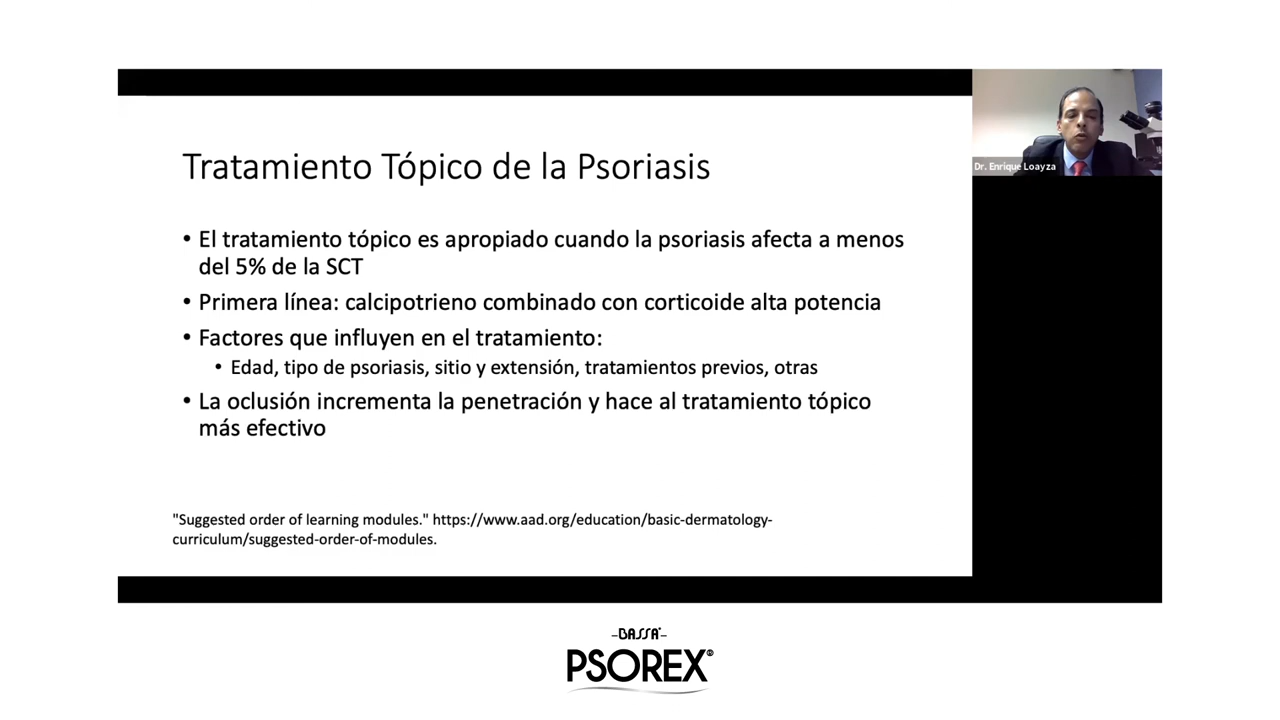 Tratamiento Tópico de la Psoriasis
• El tratamiento tópico es apropiado cuando la psoriasis afecta a menos
del 5% de la SCT
• Primera línea: calcipotrieno combinado con corticoide alta potencia
• Factores que influyen en el tratamiento:
• Edad, tipo de psoriasis, sitio y extensión, tratamientos previos, otras
• La oclusión incrementa la penetración y hace al tratamiento tópico
más efectivo
"Suggested order of learning modules." https://www.aad.org/education/basic-dermatology-
curriculum/suggested-order-of-modules.
Dr. Enrique Loayza
BASSA
PSOREX®